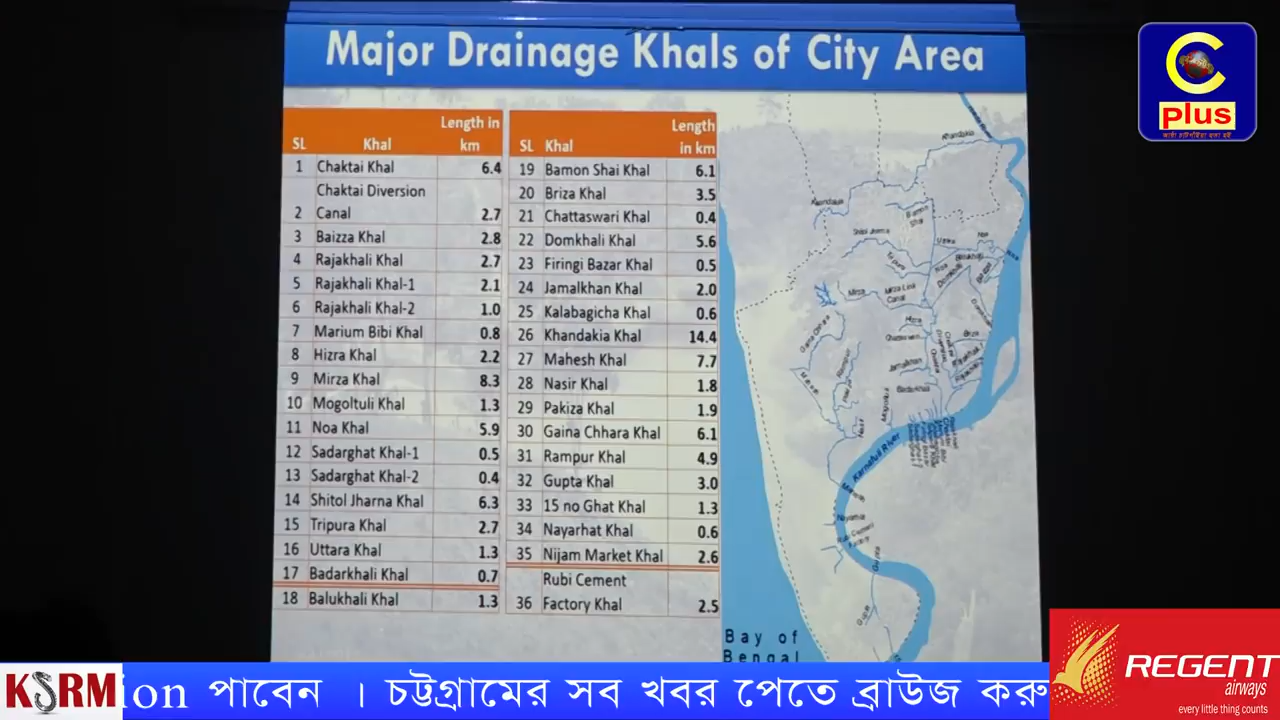 Major Drainage Khals of City Area
C
plus
SL Khal Length in km
1 Chaktai Khal 6.4
2 Chaktai Diversion Canal 2.7
3 Baizza Khal 2.8
4 Rajakhali Khal 2.7
5 Rajakhali Khal-1 2.1
6 Rajakhali Khal-2 1.0
7 Marium Bibi Khal 0.8
8 Hizra Khal 2.2
9 Mirza Khal 8.3
10 Mogoltuli Khal 1.3
11 Noa Khal 5.9
12 Sadarghat Khal-1 0.5
13 Sadarghat Khal-2 0.4
14 Shitol Jharna Khal 6.3
15 Tripura Khal 2.7
16 Uttara Khal 1.3
17 Badarkhali Khal 0.7
18 Balukhali Khal 1.3
SL Khal Length in km
19 Bamon Shai Khal 6.1
20 Briza Khal 3.5
21 Chattaswari Khal 0.4
22 Domkhali Khal 5.6
23 Firingi Bazar Khal 0.5
24 Jamalkhan Khal 2.0
25 Kalabagicha Khal 0.6
26 Khandakia Khal 14.4
27 Mahesh Khal 7.7
28 Nasir Khal 1.8
29 Pakiza Khal 1.9
30 Gaina Chhara Khal 6.1
31 Rampur Khal 4.9
32 Gupta Khal 3.0
33 15 no Ghat Khal 1.3
34 Nayarhat Khal 0.6
35 Nijam Market Khal 2.6
36 Rubi Cement Factory Khal 2.5
Khandakia
Shitol Jharna
Mirza
Mirza Link
Canal
Karnafuli River
Bay of
Bengal
KSRM
ion পাবেন । চট্টগ্রামের সব খবর পেতে ব্রাউজ করু
REGENT
airways
every little thing counts